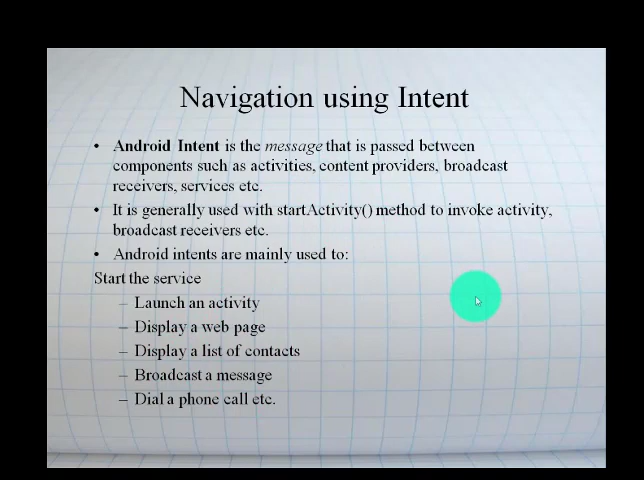 Navigation using Intent
• Android Intent is the message that is passed between
components such as activities, content providers, broadcast
receivers, services etc.
• It is generally used with startActivity() method to invoke activity,
broadcast receivers etc.
• Android intents are mainly used to:
Start the service
– Launch an activity
– Display a web page
– Display a list of contacts
– Broadcast a message
– Dial a phone call etc.